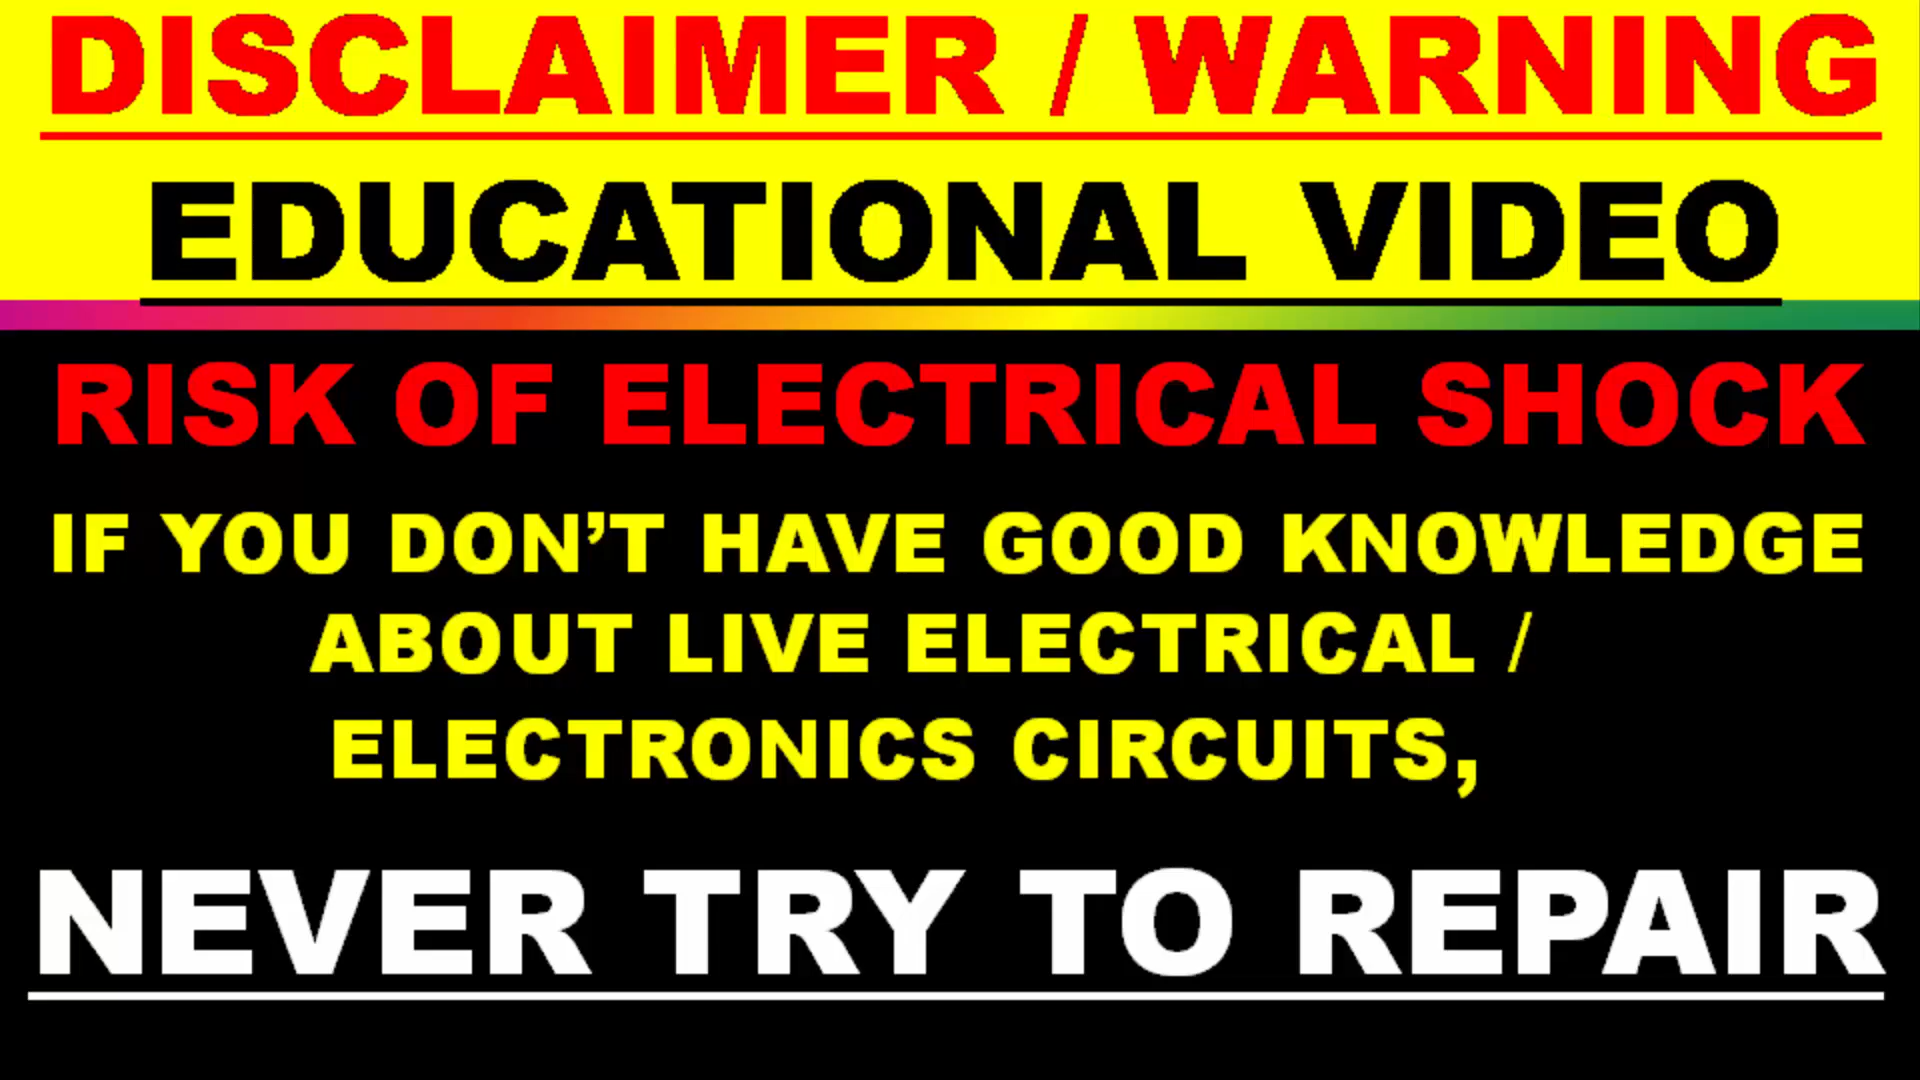 DISCLAIMER / WARNING
EDUCATIONAL VIDEO
RISK OF ELECTRICAL SHOCK
IF YOU DON’T HAVE GOOD KNOWLEDGE
ABOUT LIVE ELECTRICAL /
ELECTRONICS CIRCUITS,
NEVER TRY TO REPAIR